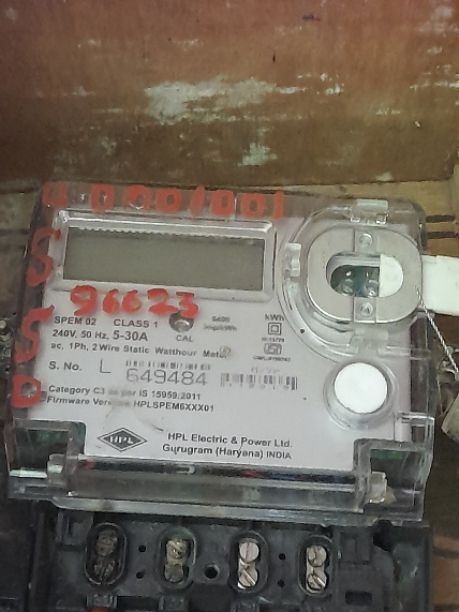 0001001
S
S
D
96623
SPEM 02 CLASS 1
240V, 50 Hz, 5-30A
ac, 1Ph, 2 Wire Static Watthour Meter
CAL
kWh
S. No. L 649484
Category C3 as per IS 15959:2011
Firmware Version HPLSPEM6XXX01
HPL
HPL Electric & Power Ltd.
Gurugram (Haryana) INDIA